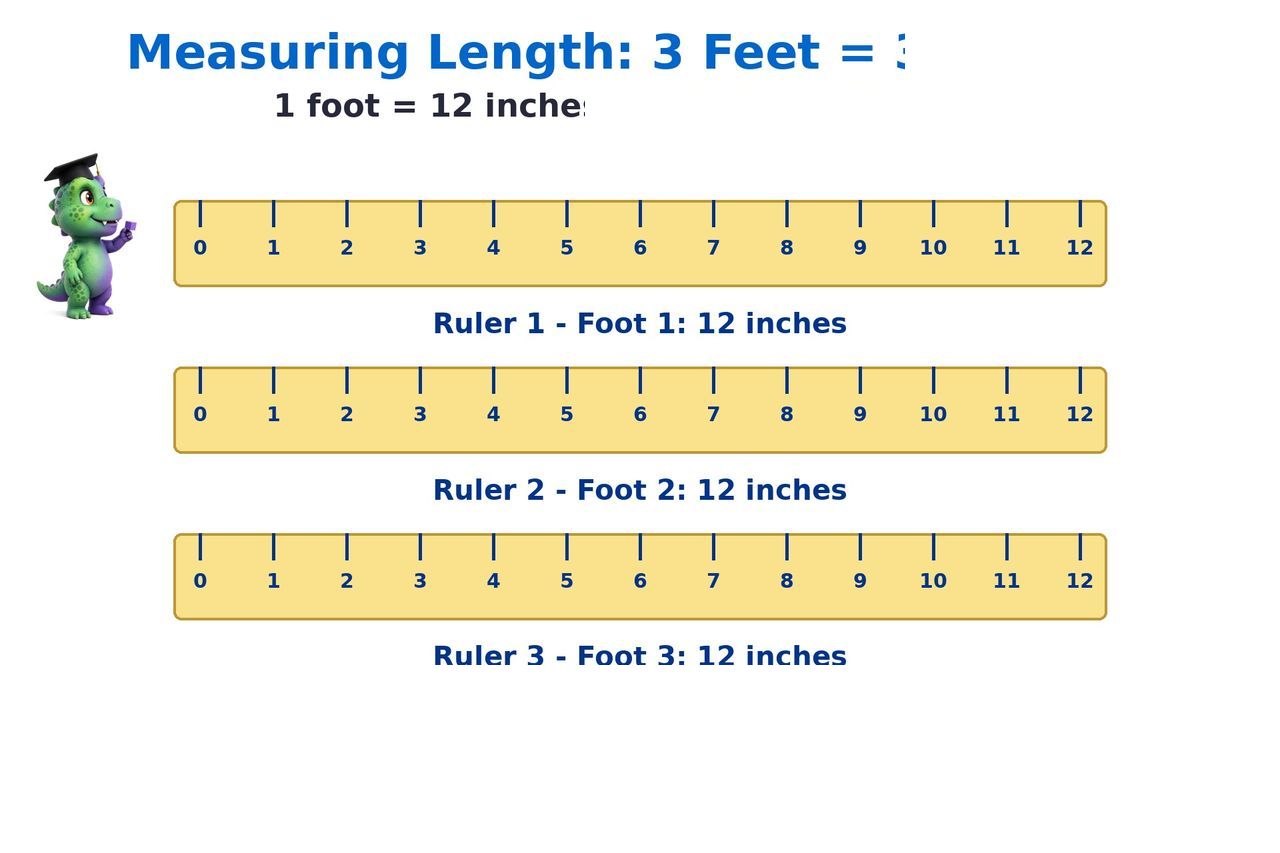 Measuring Length: 3 Feet =
1 foot = 12 inches
0 1 2 3 4 5 6 7 8 9 10 11 12
Ruler 1 - Foot 1: 12 inches
0 1 2 3 4 5 6 7 8 9 10 11 12
Ruler 2 - Foot 2: 12 inches
0 1 2 3 4 5 6 7 8 9 10 11 12
Ruler 3 - Foot 3: 12 inches